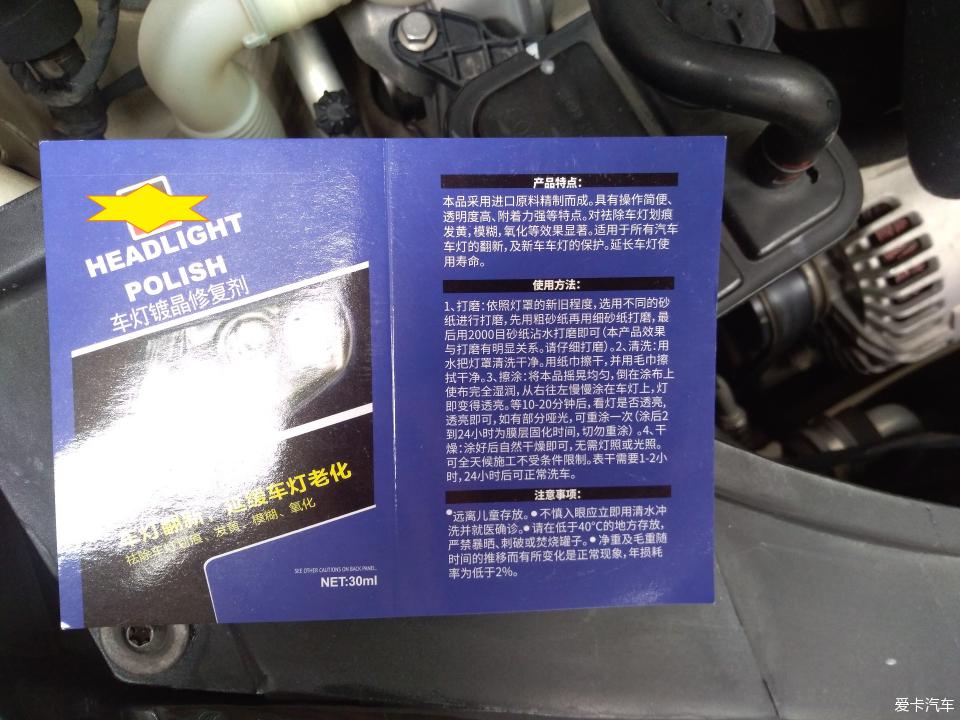 HEADLIGHT
POLISH
车灯镀晶修复剂
延缓车灯老化
发黄、模糊、氧化
SEE OTHER CAUTIONS ON BACK PANEL.
NET:30ml
产品特点：
本品采用进口原料精制而成。具有操作简便、
透明度高、附着力强等特点。对祛除车灯划痕
发黄，模糊，氧化等效果显著。适用于所有汽车
车灯的翻新，及新车车灯的保护。延长车灯使
用寿命。
使用方法：
1、打磨：依照灯罩的新旧程度，选用不同的砂
纸进行打磨，先用粗砂纸再用细砂纸打磨，最
后用2000目砂纸沾水打磨即可（本产品效果
与打磨有明显关系。请仔细打磨）。2、清洗：用
水把灯罩清洗干净。用纸巾擦干，并用毛巾擦
拭干净。3、擦涂：将本品摇晃均匀，倒在涂布上
使布完全湿润，从右往左慢慢涂在车灯上，灯
即变得透亮。等10-20分钟后，看灯是否透亮，
透亮即可，如有部分哑光，可重涂一次（涂后2
到24小时为膜层固化时间，切勿重涂）。4、干
燥：涂好后自然干燥即可，无需灯照或光照。
可全天候施工不受条件限制。表干需要1-2小
时，24小时后可正常洗车。
注意事项：
●远离儿童存放。●不慎入眼应立即用清水冲
洗并就医确诊。●请在低于40°C的地方存放，
严禁暴晒、刺破或焚烧罐子。●净重及毛重随
时间的推移而有所变化是正常现象，年损耗
率为低于2%。
爱卡汽车